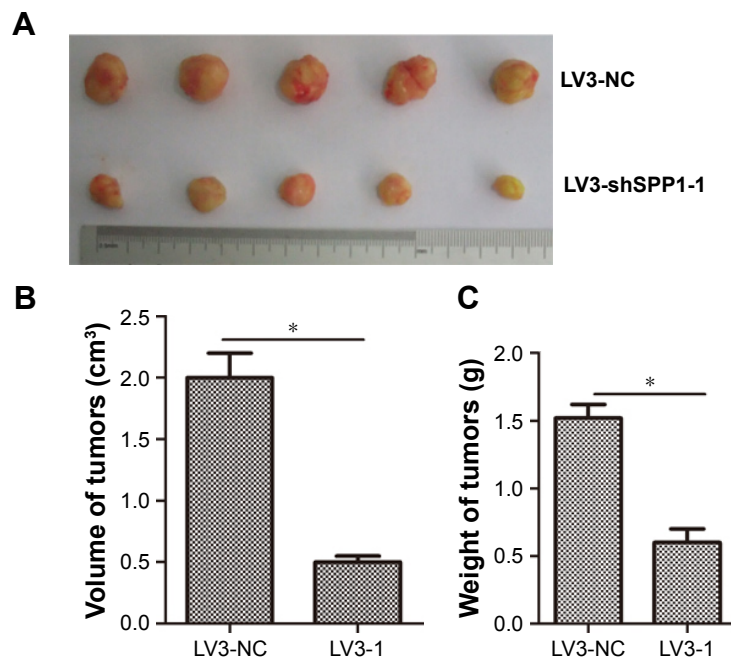 A
LV3-NC
LV3-shSPP1-1
B
Volume of tumors (cm³)
2.5
2.0
1.5
1.0
0.5
0.0
*
LV3-NC
LV3-1
C
Weight of tumors (g)
2.0
1.5
1.0
0.5
0.0
*
LV3-NC
LV3-1